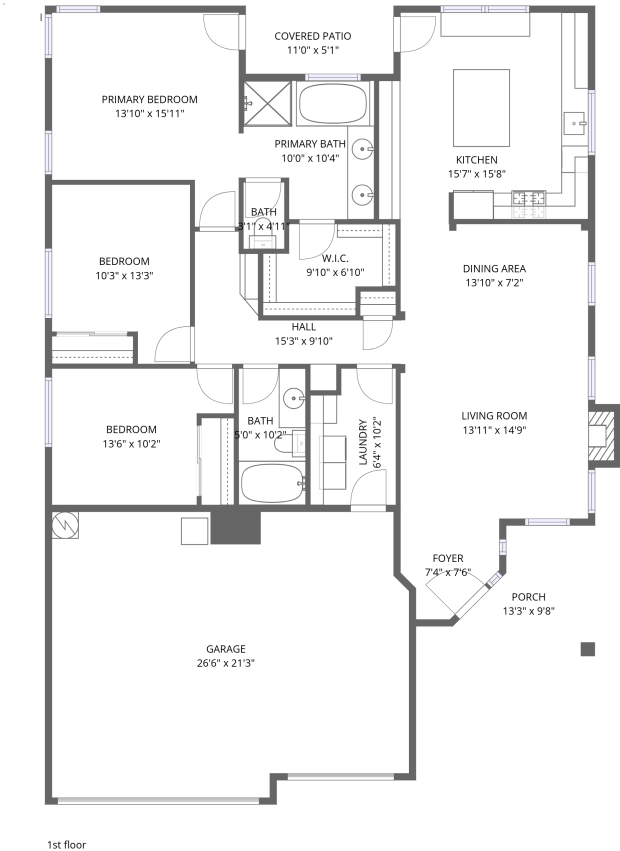 COVERED PATIO
11'0" x 5'1"
PRIMARY BEDROOM
13'10" x 15'11"
PRIMARY BATH
10'0" x 10'4"
KITCHEN
15'7" x 15'8"
BATH
3'1" x 4'11"
BEDROOM
10'3" x 13'3"
W.I.C.
9'10" x 6'10"
DINING AREA
13'10" x 7'2"
HALL
15'3" x 9'10"
BEDROOM
13'6" x 10'2"
BATH
5'0" x 10'2"
LAUNDRY
6'4" x 10'2"
LIVING ROOM
13'11" x 14'9"
FOYER
7'4" x 7'6"
PORCH
13'3" x 9'8"
GARAGE
26'6" x 21'3"
1st floor